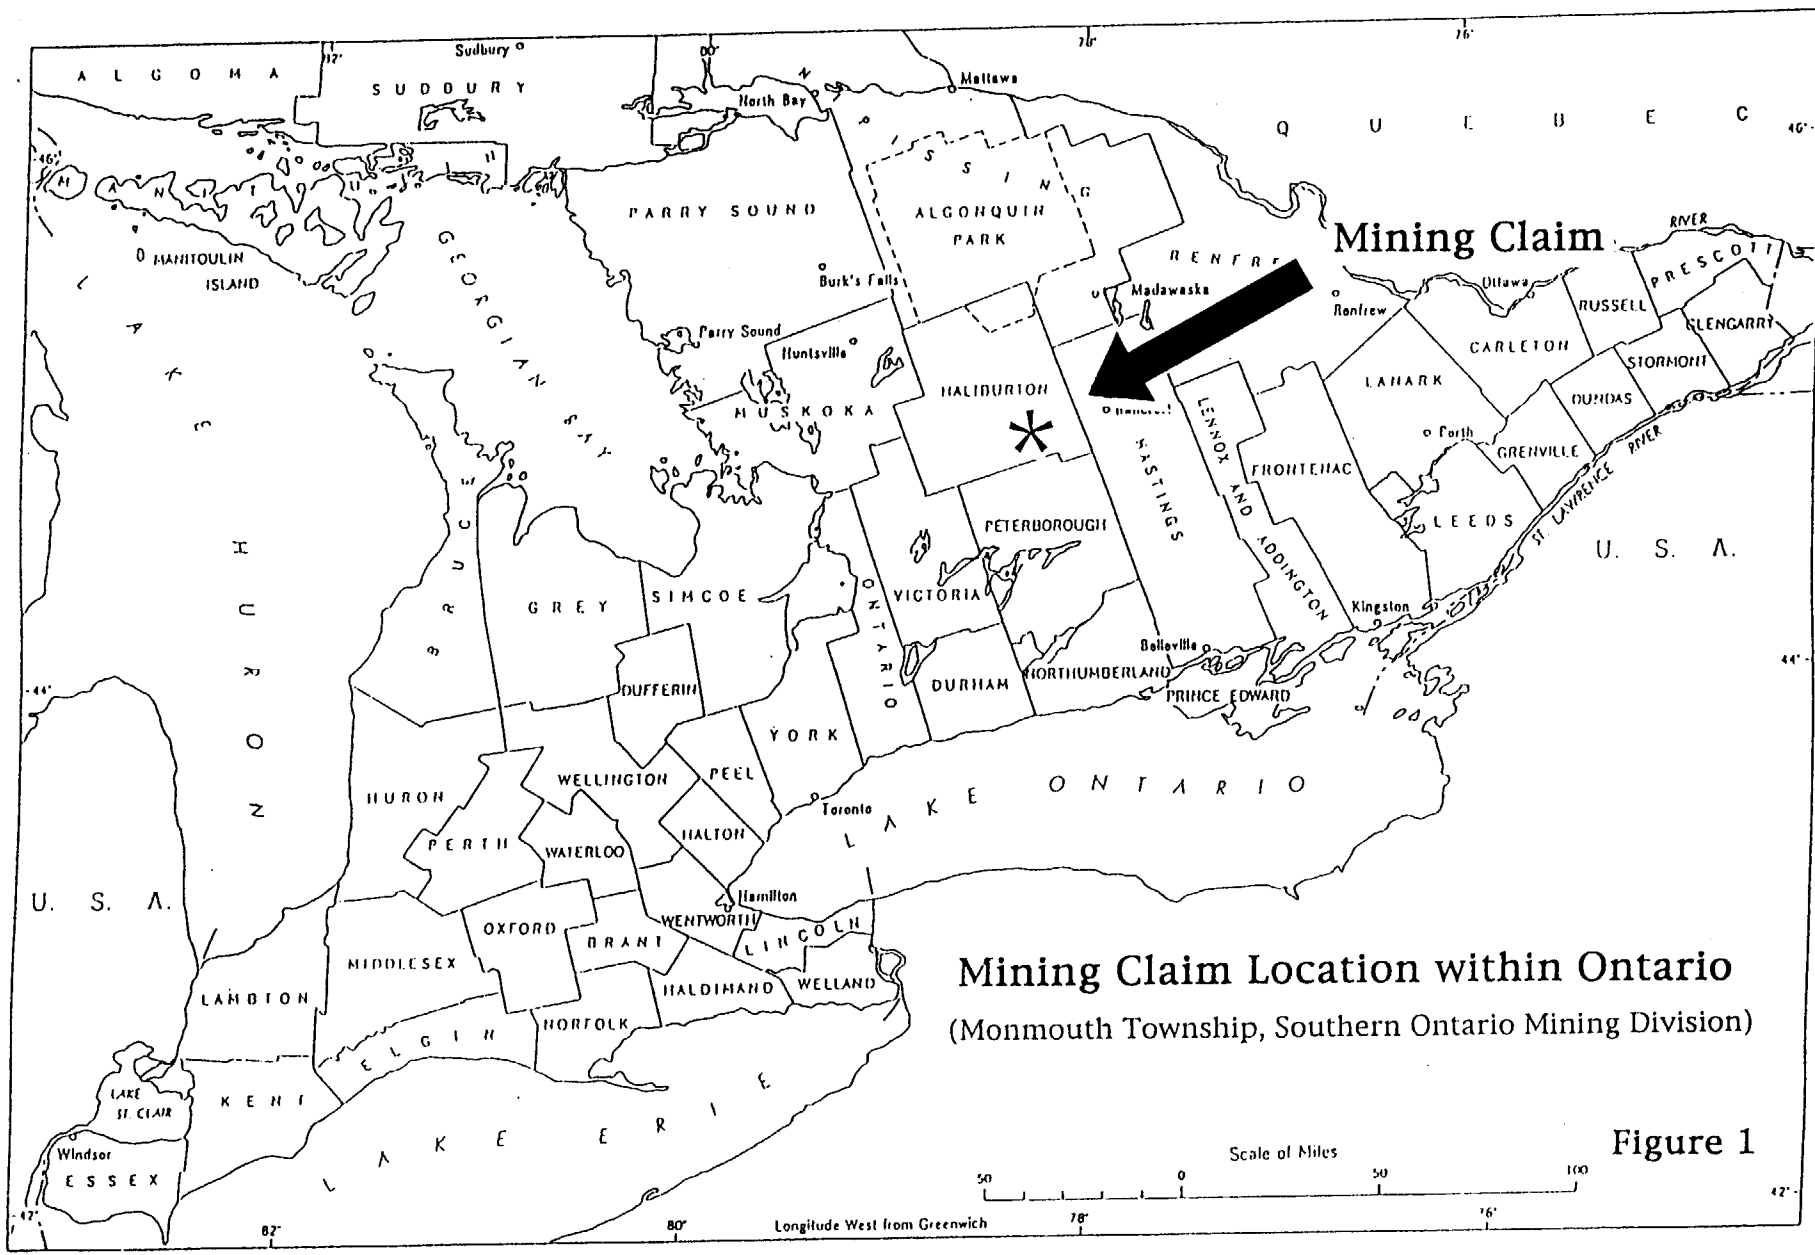 Sudbury
ALGOMA
SUDBURY
North Bay
Mattawa
NIPISSING
QUEBEC
46°
46°
MANITOULIN
MANITOULIN
ISLAND
PARRY SOUND
ALGONQUIN
PARK
GEORGIAN BAY
LAKE HURON
Burk's Falls
Madawaska
Mining Claim
RIVER
PRESCOTT
Ottawa
RUSSELL
Renfrew
GLENGARRY
CARLETON
STORMONT
Parry Sound
Huntsville
HALIBURTON
*
MUSKOKA
LANARK
DUNDAS
Perth
GRENVILLE
ST. LAWRENCE
RIVER
HASTINGS
LENNOX AND ADDINGTON
FRONTENAC
LEEDS
U. S. A.
BRUCE
GREY
SIMCOE
ONTARIO
VICTORIA
PETERBOROUGH
Kingston
Belleville
DUFFERIN
DURHAM
NORTHUMBERLAND
PRINCE EDWARD
44°
44°
YORK
HURON
WELLINGTON
PEEL
Toronto
LAKE ONTARIO
PERTH
WATERLOO
HALTON
U. S. A.
Hamilton
WENTWORTH
LINCOLN
OXFORD
BRANT
MIDDLESEX
HALDIMAND
WELLAND
LAMBTON
NORFOLK
ELGIN
KENT
LAKE
ST. CLAIR
Windsor
ESSEX
LAKE ERIE
Mining Claim Location within Ontario
(Monmouth Township, Southern Ontario Mining Division)
Figure 1
Scale of Miles
50 0 50 100
42°
42°
82°
80°
Longitude West from Greenwich
78°
76°